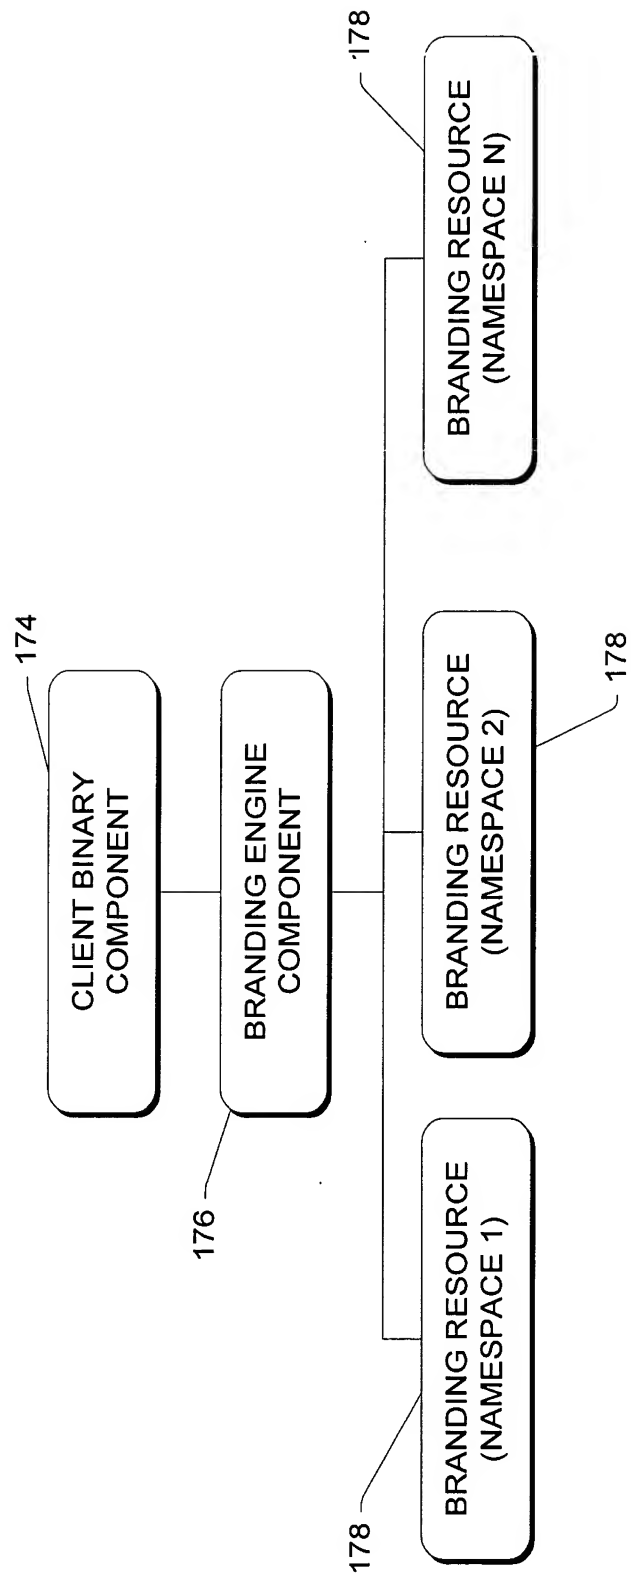 174
CLIENT BINARY
COMPONENT
176
BRANDING ENGINE
COMPONENT
178
BRANDING RESOURCE
(NAMESPACE 1)
BRANDING RESOURCE
(NAMESPACE 2)
178
178
BRANDING RESOURCE
(NAMESPACE N)